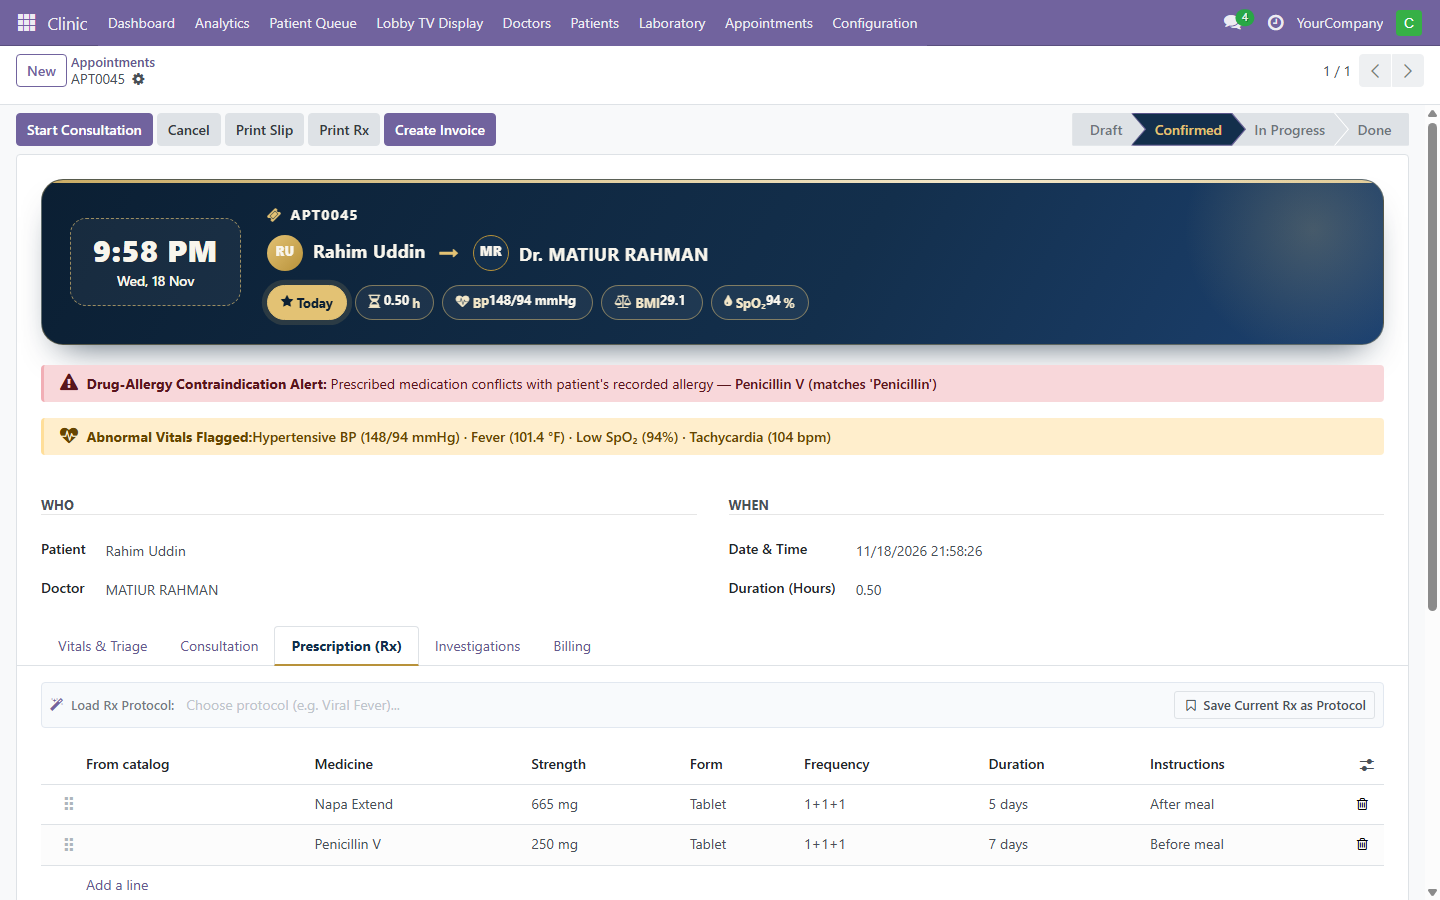 Clinic Dashboard Analytics Patient Queue Lobby TV Display Doctors Patients Laboratory Appointments Configuration 4 YourCompany C
New Appointments
APT0045 1 / 1
Start Consultation Cancel Print Slip Print Rx Create Invoice Draft Confirmed In Progress Done
APT0045
9:58 PM
Wed, 18 Nov
RU Rahim Uddin → MR Dr. MATIUR RAHMAN
Today 0.50 h Bp148/94 mmHg BMI29.1 SpO₂94 %
Drug-Allergy Contraindication Alert: Prescribed medication conflicts with patient's recorded allergy — Penicillin V (matches 'Penicillin')
Abnormal Vitals Flagged:Hypertensive BP (148/94 mmHg) · Fever (101.4 °F) · Low SpO₂ (94%) · Tachycardia (104 bpm)
WHO
Patient Rahim Uddin
Doctor MATIUR RAHMAN
WHEN
Date & Time 11/18/2026 21:58:26
Duration (Hours) 0.50
Vitals & Triage Consultation Prescription (Rx) Investigations Billing
Load Rx Protocol: Choose protocol (e.g. Viral Fever)... Save Current Rx as Protocol
From catalog Medicine Strength Form Frequency Duration Instructions
Napa Extend 665 mg Tablet 1+1+1 5 days After meal
Penicillin V 250 mg Tablet 1+1+1 7 days Before meal
Add a line